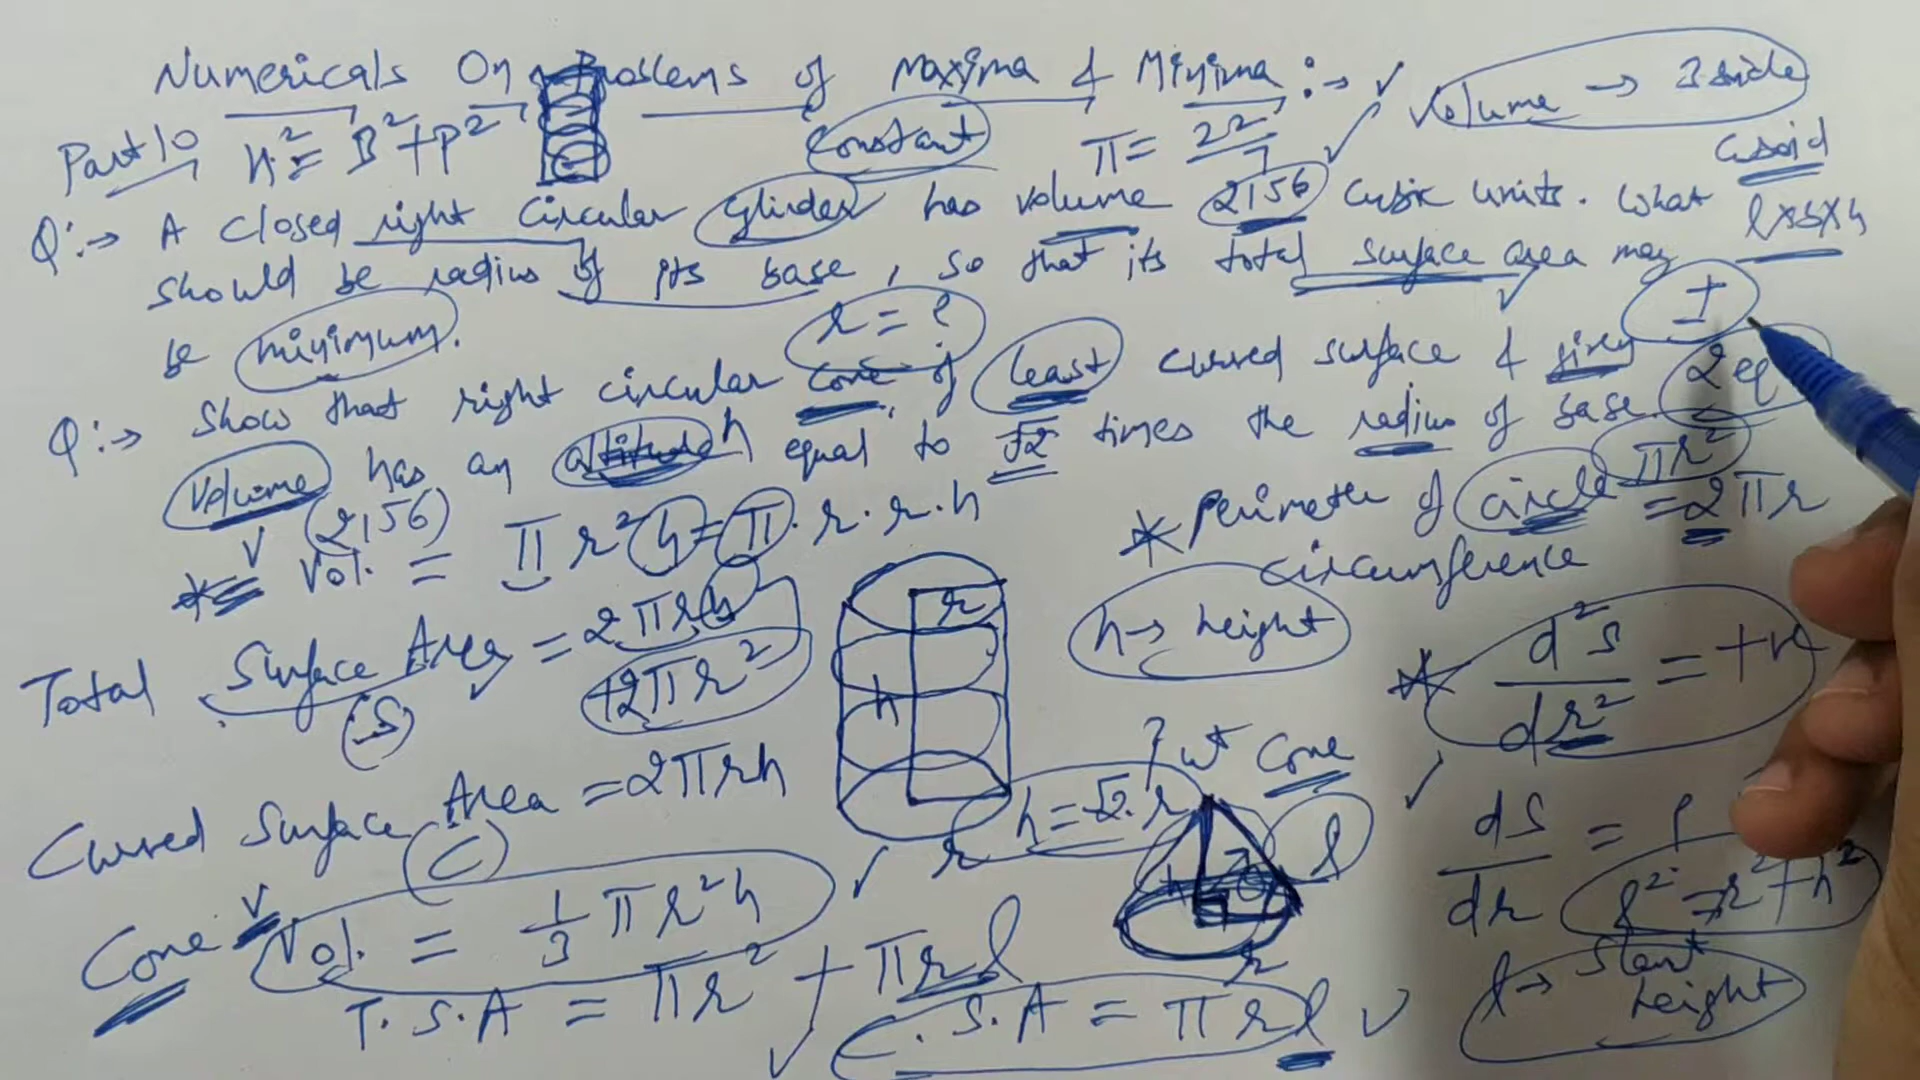 Numericals On Problems of Maxima & Minima :→ ✓
Volume → 3 side
Part 10 h² = B² + P²
Constant
π = 22/7
Cuboid
l×b×h
Q:→ A closed right circular cylinder has volume 2156 cubic units. What
should be radius of its base, so that its total surface area may
be minimum.
r = ?
±
2 eq
Q:→ Show that right circular cone of least curved surface & given
volume has an altitude h equal to √2 times the radius of base.
(2156)
Vol. = πr²h = π.r.r.h
πr²
* Perimeter of circle = 2πr
circumference
h → height
Total Surface Area = 2πrh
+2πr²
(S)
r
h
* d²S/dr² = +ve
Curved Surface Area = 2πrh
(C)
r
h = √2.r
Cone
l
h
r
dS/dr =
l² = r² + h²
l → slant height
Cone Vol. = 1/3 πr²h
T.S.A = πr² + πrl
C.S.A = πrl ✓